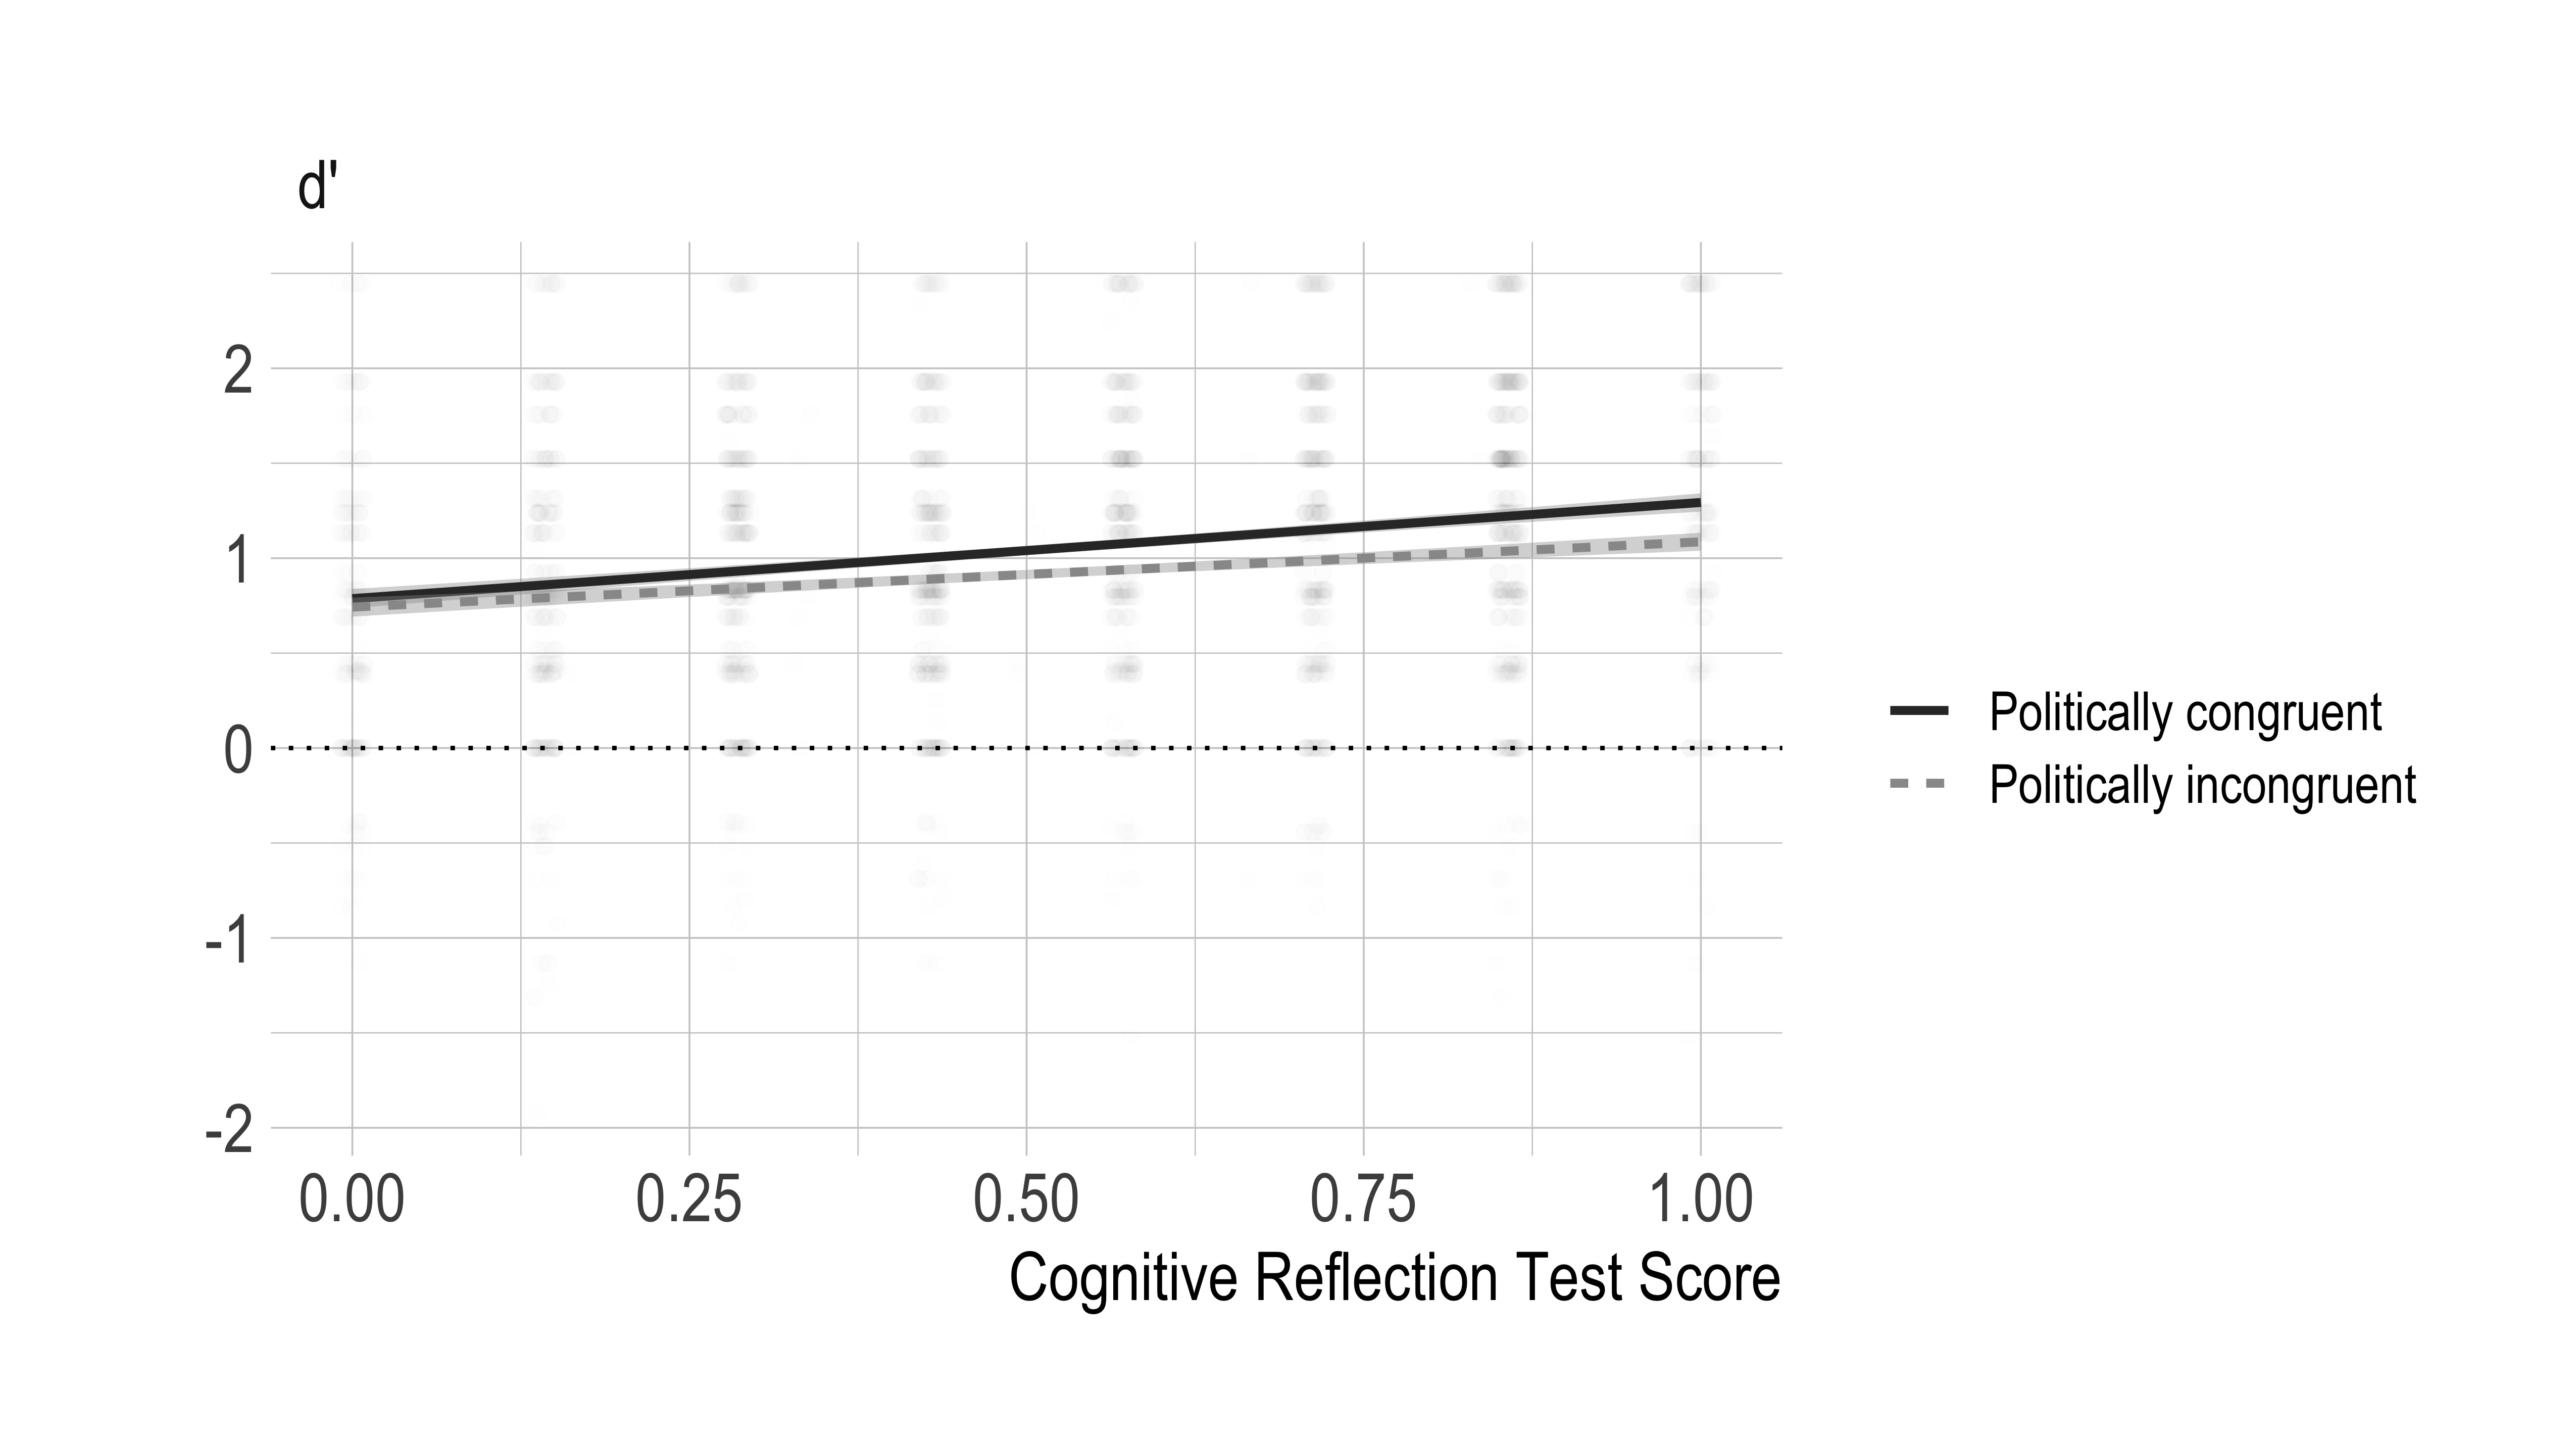 d'
2
1
0
-1
-2
0.00 0.25 0.50 0.75 1.00
Cognitive Reflection Test Score
Politically congruent
Politically incongruent